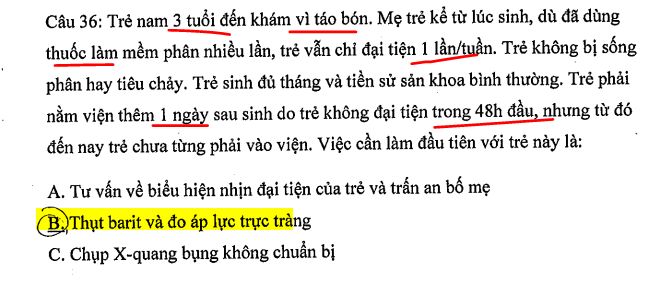 Câu 36: Trẻ nam 3 tuổi đến khám vì táo bón. Mẹ trẻ kể từ lúc sinh, dù đã dùng
thuốc làm mềm phân nhiều lần, trẻ vẫn chỉ đại tiện 1 lần/tuần. Trẻ không bị sống
phân hay tiêu chảy. Trẻ sinh đủ tháng và tiền sử sản khoa bình thường. Trẻ phải
nằm viện thêm 1 ngày sau sinh do trẻ không đại tiện trong 48h đầu, nhưng từ đó
đến nay trẻ chưa từng phải vào viện. Việc cần làm đầu tiên với trẻ này là:
A. Tư vấn về biểu hiện nhịn đại tiện của trẻ và trấn an bố mẹ
B. Thụt barit và đo áp lực trực tràng
C. Chụp X-quang bụng không chuẩn bị